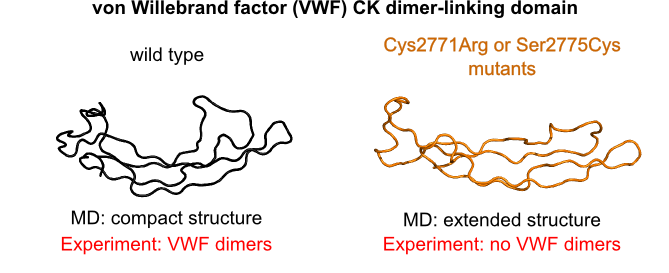 von Willebrand factor (VWF) CK dimer-linking domain
wild type
MD: compact structure
Experiment: VWF dimers
Cys2771Arg or Ser2775Cys
mutants
MD: extended structure
Experiment: no VWF dimers